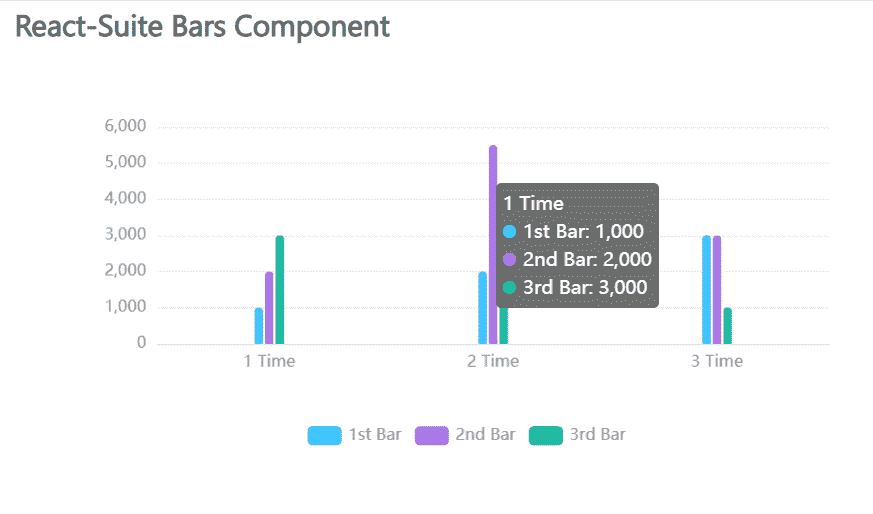 React-Suite Bars Component
6,000
5,000
4,000
3,000
2,000
1,000
0
1 Time
1st Bar: 1,000
2nd Bar: 2,000
3rd Bar: 3,000
1 Time 2 Time 3 Time
1st Bar 2nd Bar 3rd Bar